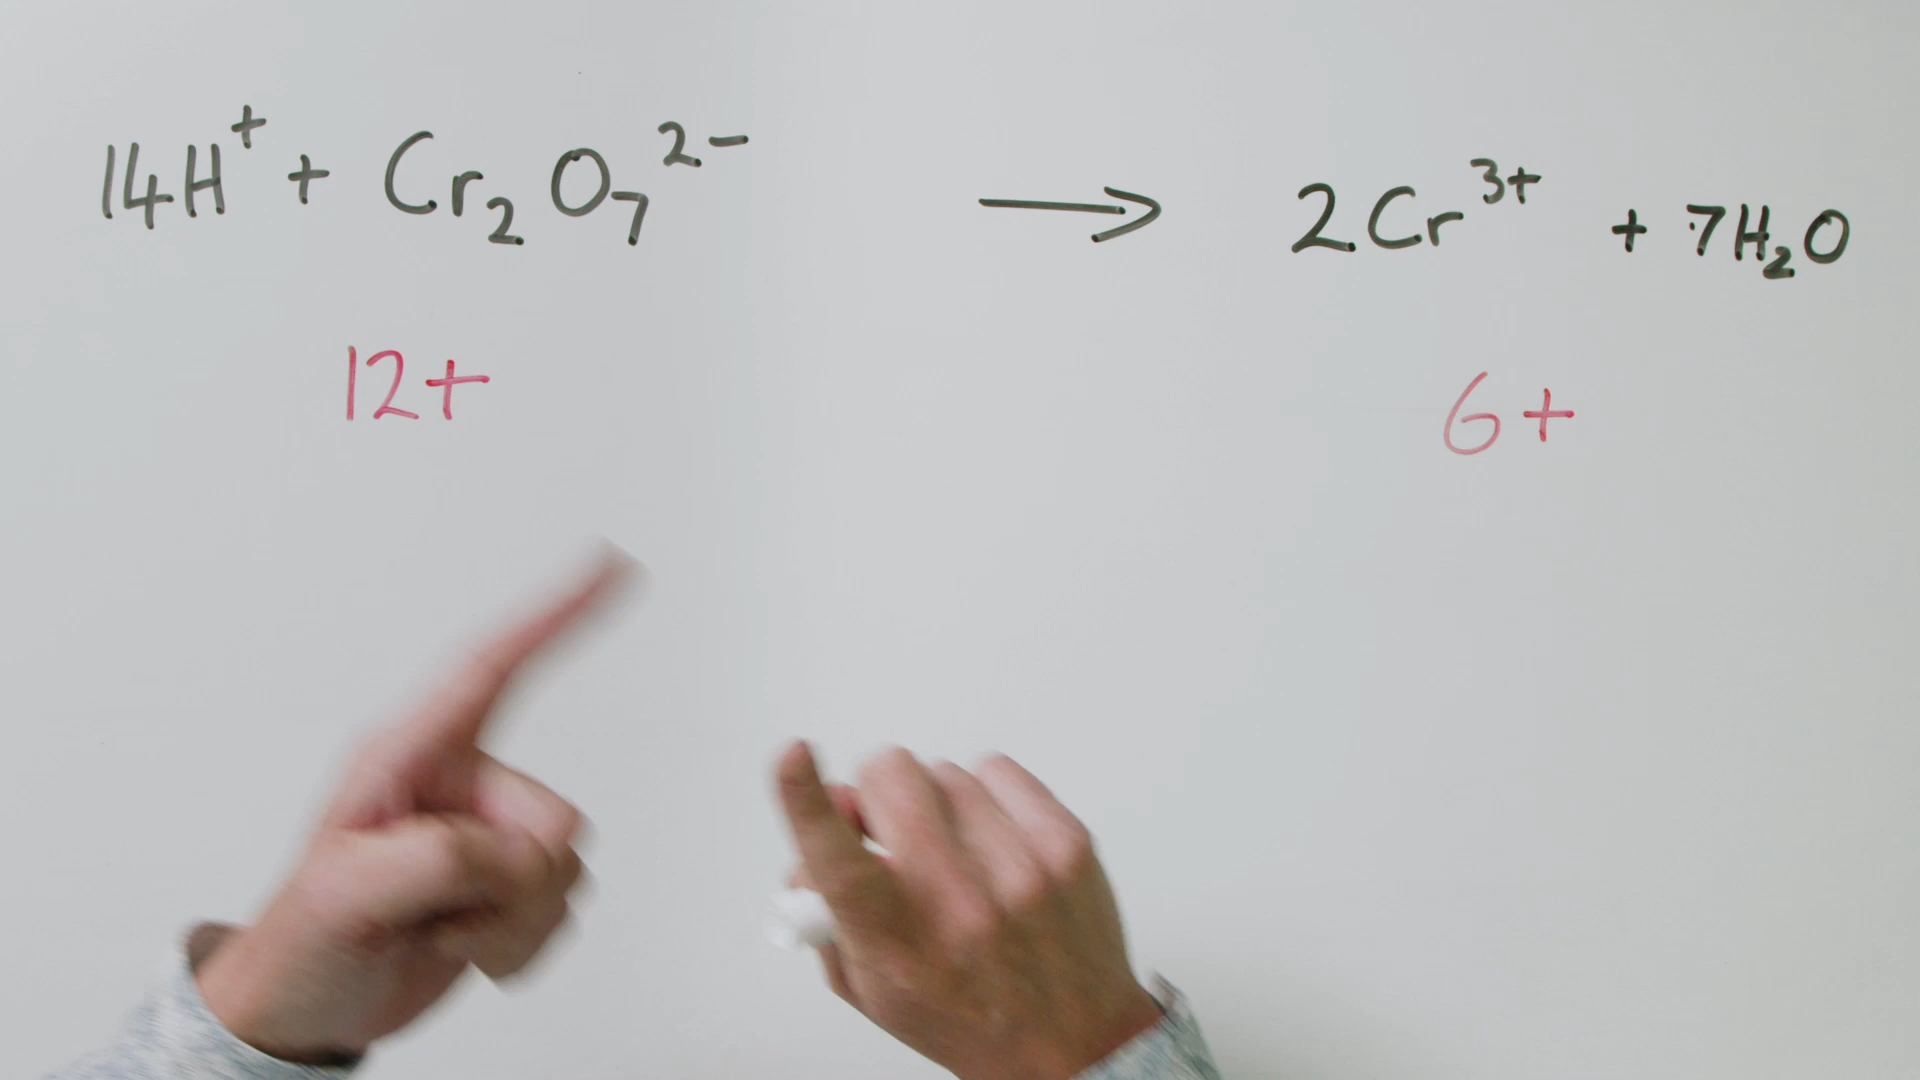 14H⁺ + Cr₂O₇²⁻ → 2Cr³⁺ + 7H₂O
12+ 6+